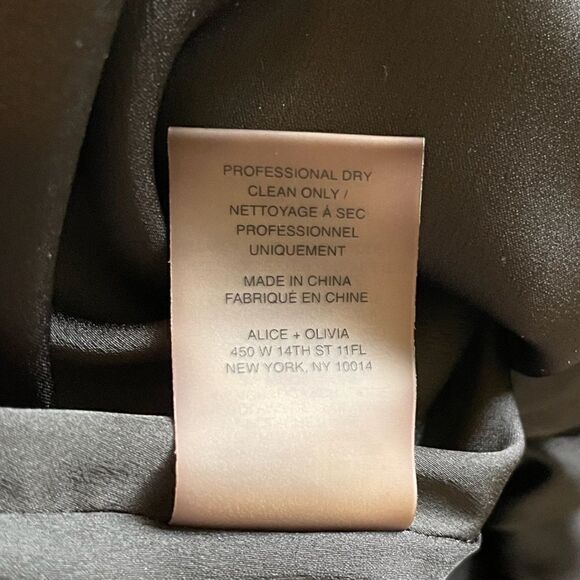 PROFESSIONAL DRY
CLEAN ONLY /
NETTOYAGE À SEC
PROFESSIONNEL
UNIQUEMENT
MADE IN CHINA
FABRIQUÉ EN CHINE
ALICE + OLIVIA
450 W 14TH ST 11FL
NEW YORK, NY 10014